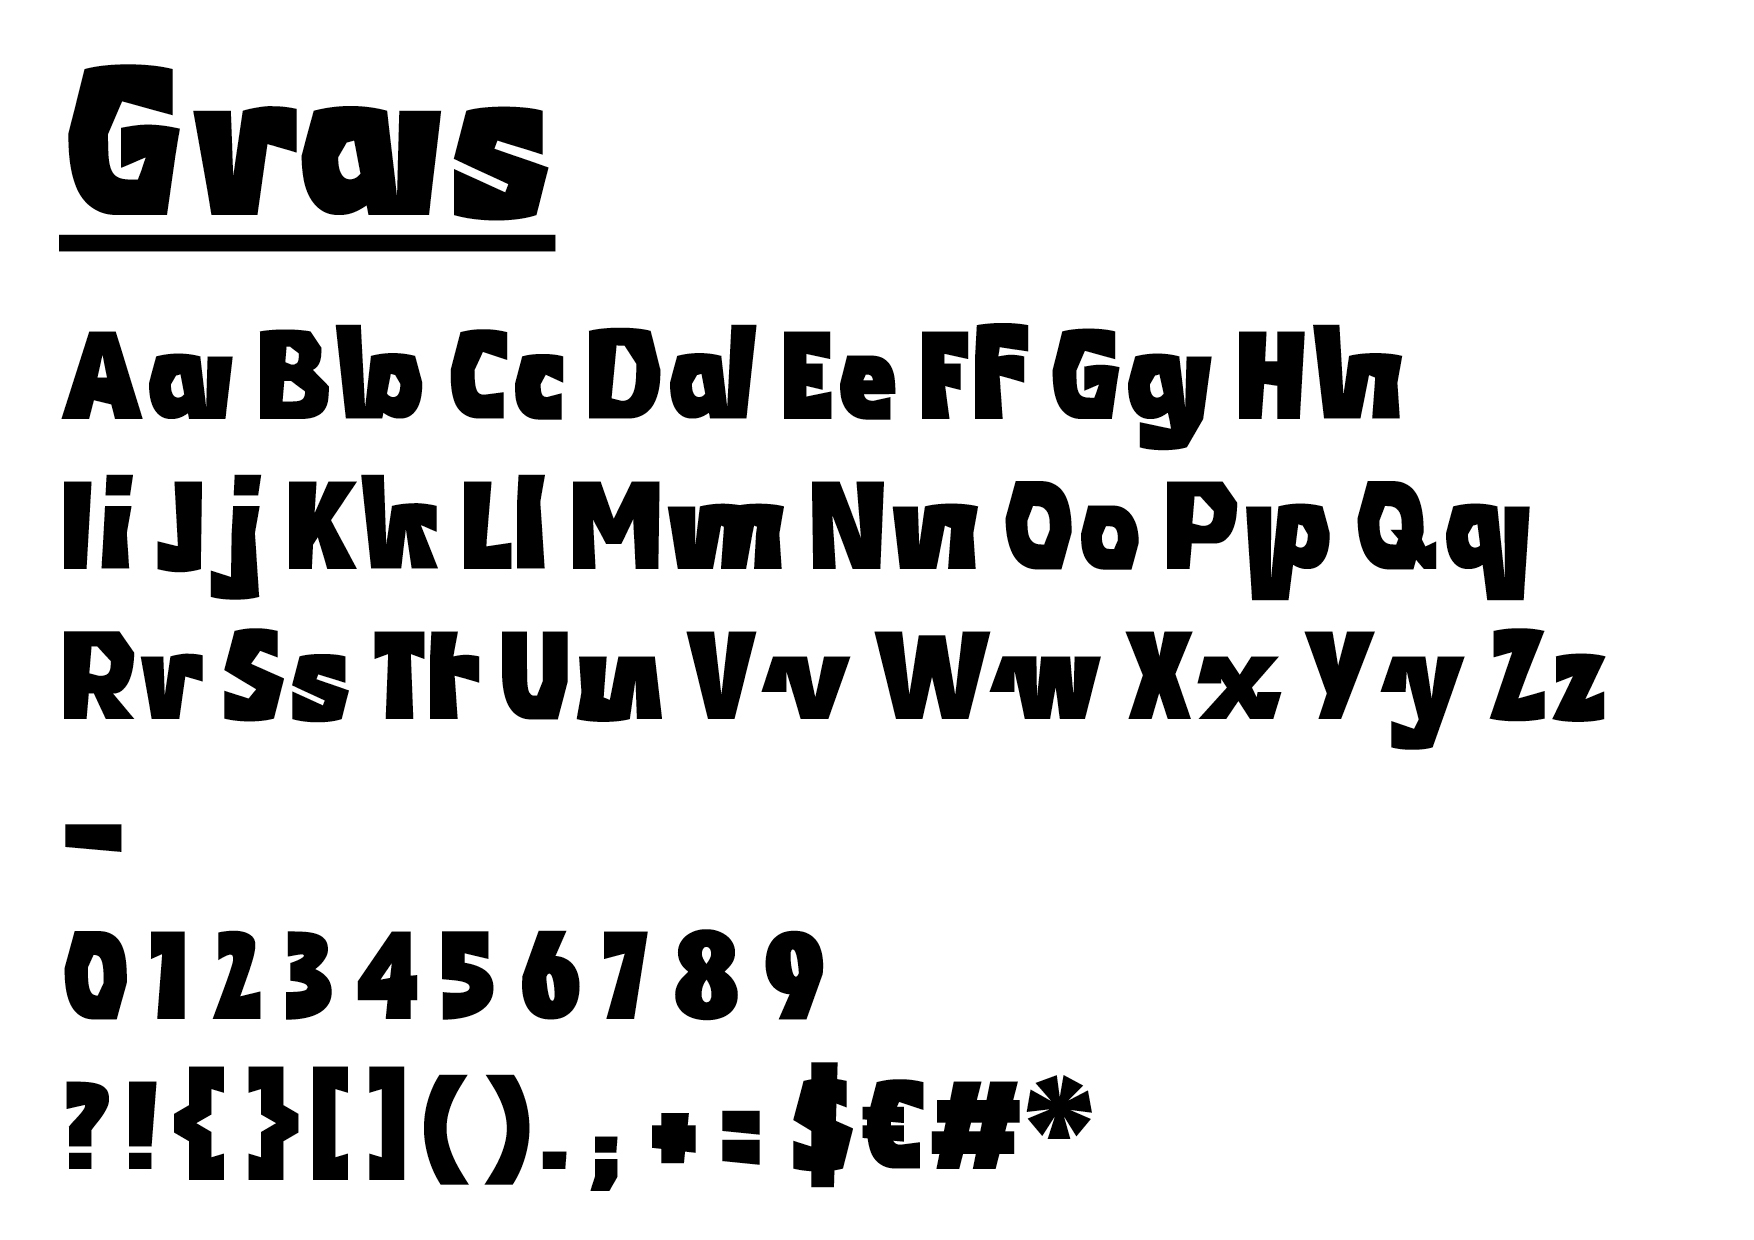 Gras
Aa Bb Cc Dd Ee Ff Gg Hh
Ii Jj Kk Ll Mm Nn Oo Pp Qq
Rr Ss Tt Uu Vv Ww Xx Yy Zz
–
0 1 2 3 4 5 6 7 8 9
? ! { } [ ] ( ) . ; + = $ € # *